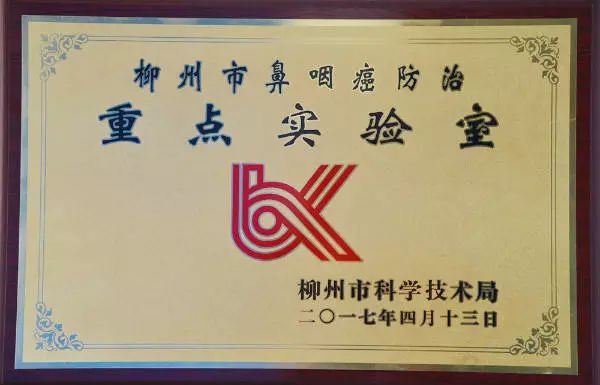 柳州市鼻咽癌防治
重点实验室
柳州市科学技术局
二〇一七年四月十三日